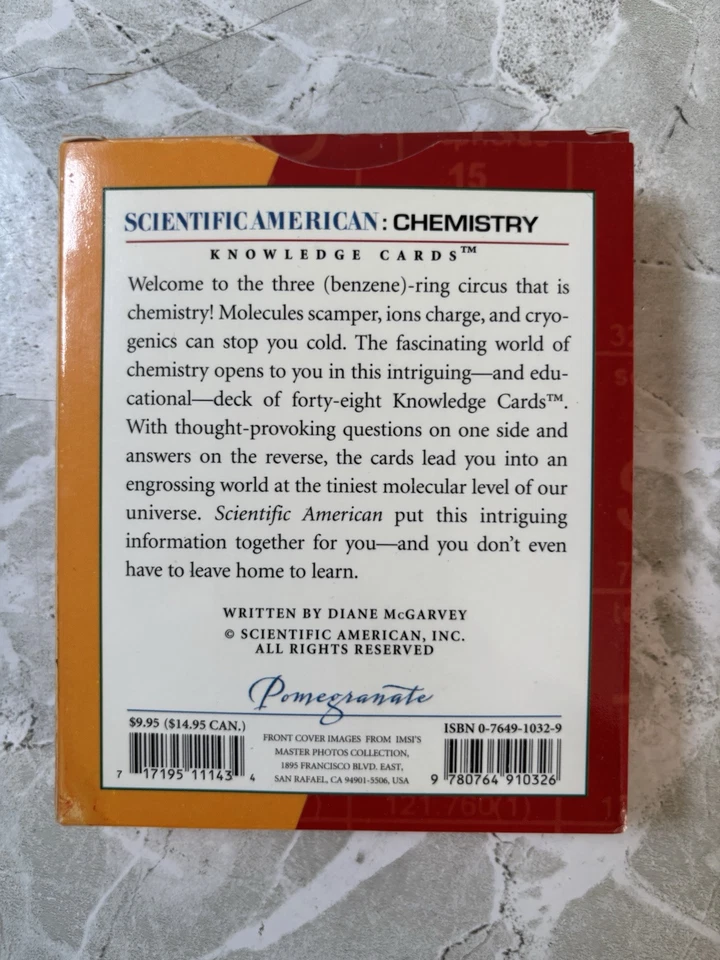 phorus
15
SCIENTIFIC AMERICAN: CHEMISTRY
KNOWLEDGE CARDS™
Welcome to the three (benzene)-ring circus that is
chemistry! Molecules scamper, ions charge, and cryo-
genics can stop you cold. The fascinating world of
chemistry opens to you in this intriguing—and edu-
cational—deck of forty-eight Knowledge Cards™.
With thought-provoking questions on one side and
answers on the reverse, the cards lead you into an
engrossing world at the tiniest molecular level of our
universe. Scientific American put this intriguing
information together for you—and you don't even
have to leave home to learn.
WRITTEN BY DIANE McGARVEY
© SCIENTIFIC AMERICAN, INC.
ALL RIGHTS RESERVED
Pomegranate
$9.95 ($14.95 CAN.)
7 17195 11143 4
FRONT COVER IMAGES FROM IMSI'S
MASTER PHOTOS COLLECTION,
1895 FRANCISCO BLVD. EAST,
SAN RAFAEL, CA 94901-5506, USA
ISBN 0-7649-1032-9
9 780764 910326
121.760(1)